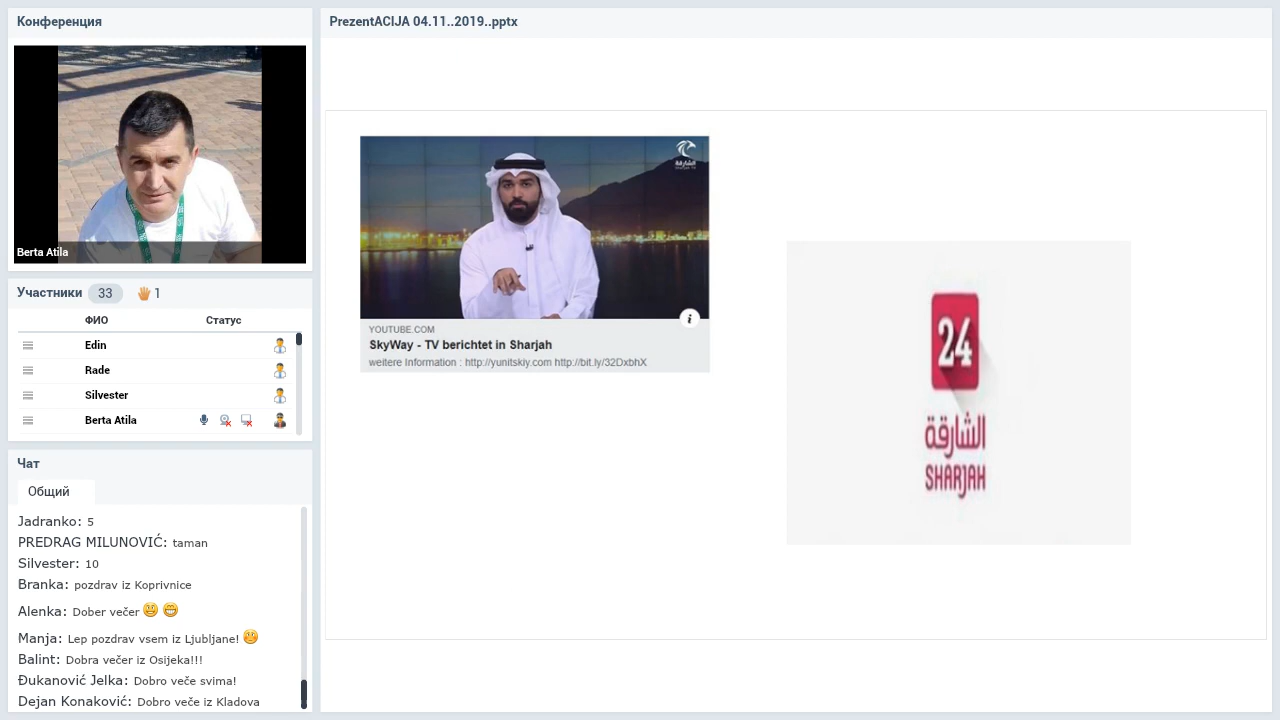 Конференция
Berta Atila
Участники 33 1
ФИО Статус
Edin
Rade
Silvester
Berta Atila
Чат
Общий
Jadranko: 5
PREDRAG MILUNOVIĆ: taman
Silvester: 10
Branka: pozdrav iz Koprivnice
Alenka: Dober večer
Manja: Lep pozdrav vsem iz Ljubljane!
Balint: Dobra večer iz Osijeka!!!
Đukanović Jelka: Dobro veče svima!
Dejan Konaković: Dobro veče iz Kladova
PrezentACIJA 04.11..2019..pptx
الشارقة
YOUTUBE.COM
SkyWay - TV berichtet in Sharjah
weitere Information : http://yunitskiy.com http://bit.ly/32DxbhX
24
الشارقة
SHARJAH